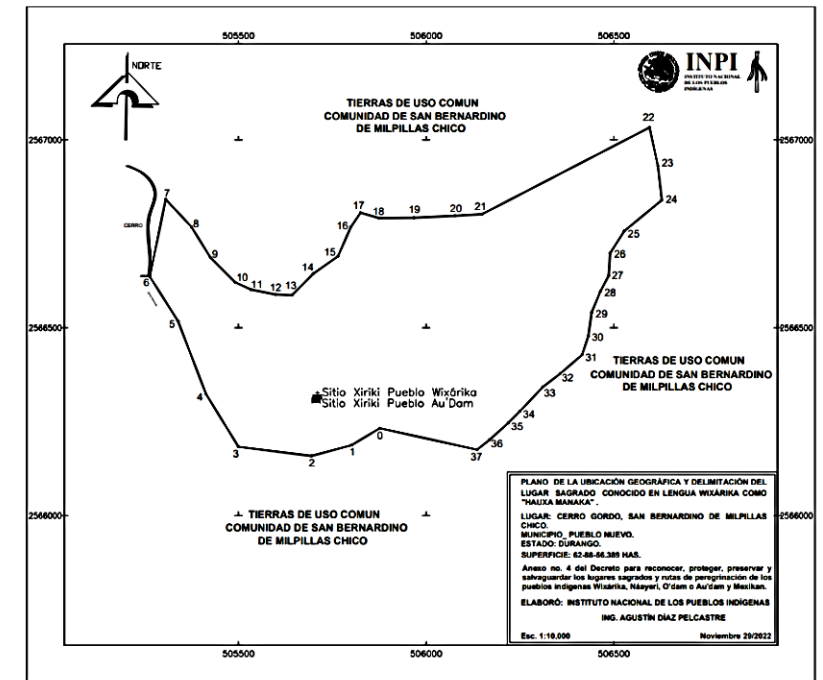 505500 506000 506500
NORTE
INPI
INSTITUTO NACIONAL
DE LOS PUEBLOS
INDÍGENAS
TIERRAS DE USO COMUN
COMUNIDAD DE SAN BERNARDINO
DE MILPILLAS CHICO
2567000 2567000
22
23
24
7
CERRO
8
9
10
11
12
13
14
15
16
17
18
19
20
21
25
26
27
28
29
30
31
6
5
2566500 2566500
TIERRAS DE USO COMUN
COMUNIDAD DE SAN BERNARDINO
DE MILPILLAS CHICO
32
33
34
35
36
37
4
Sitio Xiriki Pueblo Wixárika
Sitio Xiriki Pueblo Au'Dam
3
2
1
0
2566000 2566000
TIERRAS DE USO COMUN
COMUNIDAD DE SAN BERNARDINO
DE MILPILLAS CHICO
PLANO DE LA UBICACIÓN GEOGRÁFICA Y DELIMITACIÓN DEL
LUGAR SAGRADO CONOCIDO EN LENGUA WIXÁRIKA COMO
"HAUXA MANAKA" .
LUGAR: CERRO GORDO, SAN BERNARDINO DE MILPILLAS
CHICO.
MUNICIPIO_ PUEBLO NUEVO.
ESTADO: DURANGO.
SUPERFICIE: 62-88-66.389 HAS.
Anexo no. 4 del Decreto para reconocer, proteger, preservar y
salvaguardar los lugares sagrados y rutas de peregrinación de los
pueblos indígenas Wixárika, Náayeri, O'dam o Au'dam y Mexikan.
ELABORÓ: INSTITUTO NACIONAL DE LOS PUEBLOS INDÍGENAS
ING. AGUSTÍN DÍAZ PELCASTRE
Esc. 1:10,000 Noviembre 29/2022
505500 506000 506500